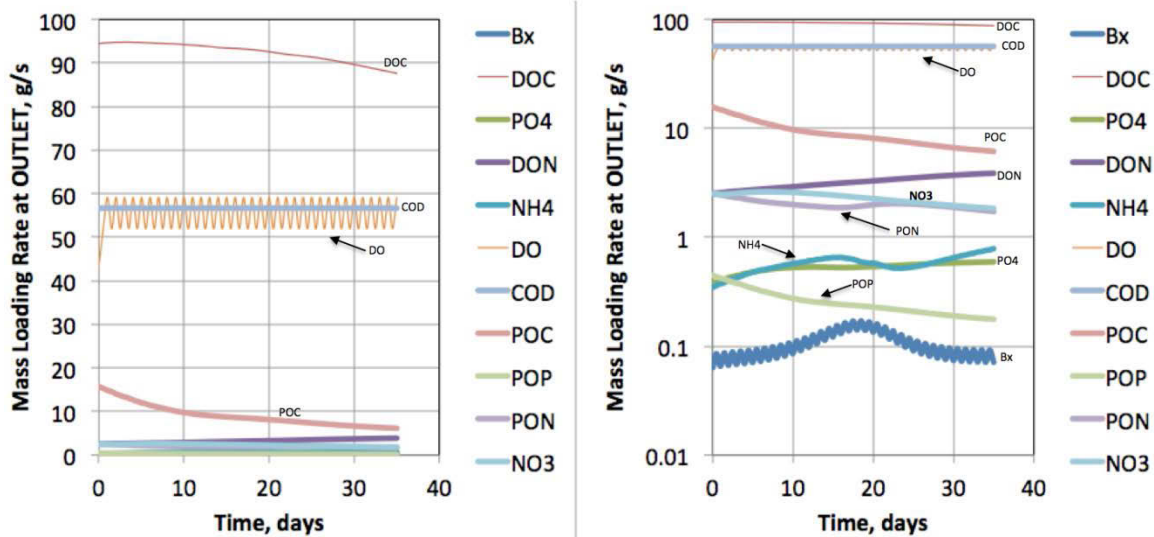 Mass Loading Rate at OUTLET, g/s
100
90
80
70
60
50
40
30
20
10
0
0 10 20 30 40
Time, days
DOC
COD
DO
POC
Bx
DOC
PO4
DON
NH4
DO
COD
POC
POP
PON
NO3
Mass Loading Rate at OUTLET, g/s
100
10
1
0.1
0.01
0 10 20 30 40
Time, days
DOC
COD
DO
POC
DON
NO3
PON
NH4
PO4
POP
Bx
Bx
DOC
PO4
DON
NH4
DO
COD
POC
POP
PON
NO3